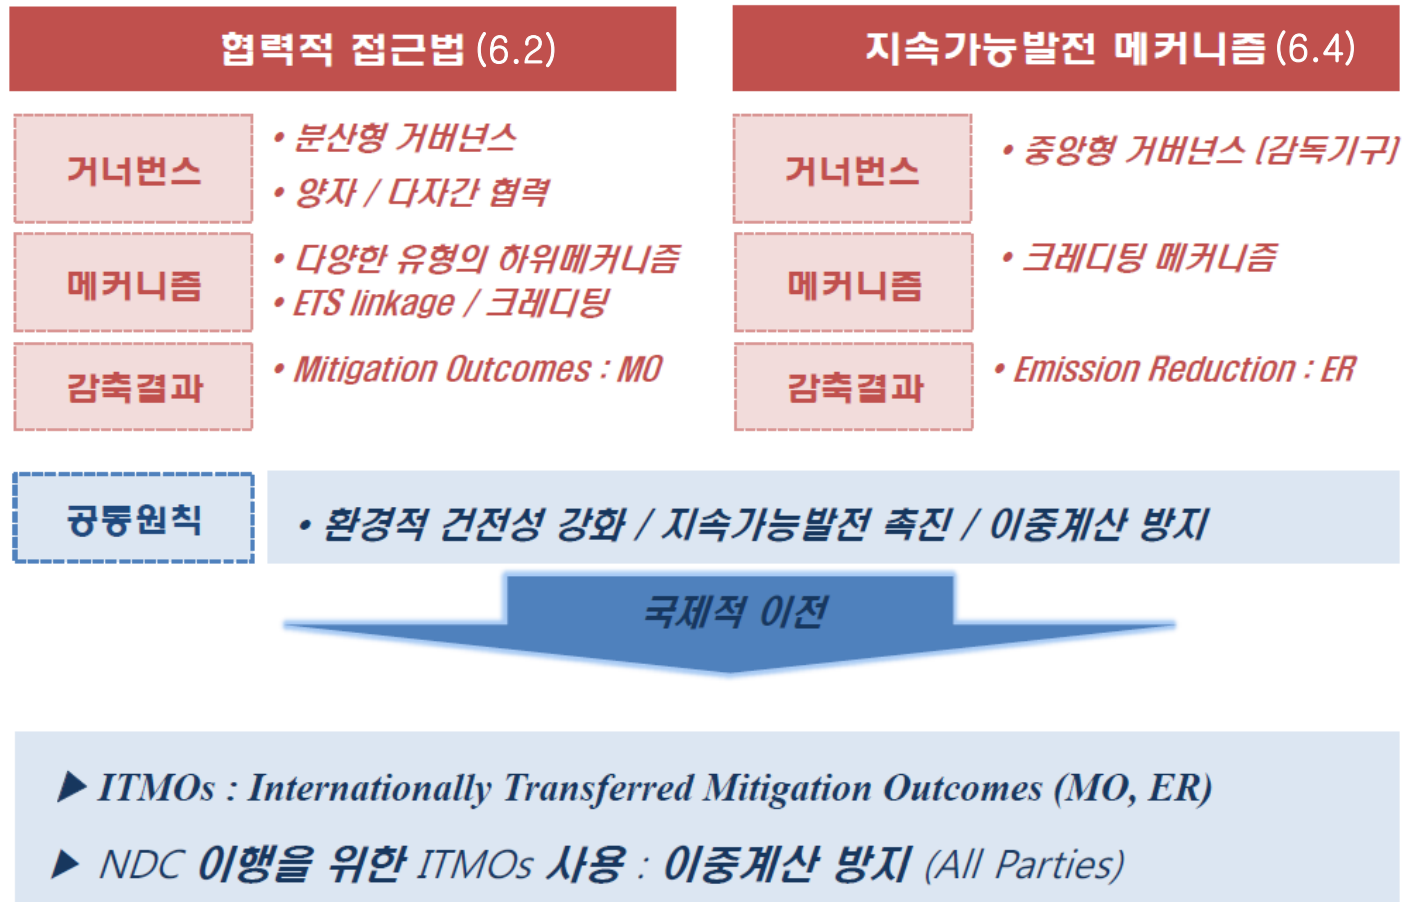 협력적 접근법(6.2)
거너번스
• 분산형 거버넌스
• 양자 / 다자간 협력
메커니즘
• 다양한 유형의 하위메커니즘
• ETS linkage / 크레디팅
감축결과
• Mitigation Outcomes : MO
지속가능발전 메커니즘(6.4)
거너번스
• 중앙형 거버넌스 (감독기구)
메커니즘
• 크레디팅 메커니즘
감축결과
• Emission Reduction : ER
공통원칙
• 환경적 건전성 강화 / 지속가능발전 촉진 / 이중계산 방지
국제적 이전
▶ ITMOs : Internationally Transferred Mitigation Outcomes (MO, ER)
▶ NDC 이행을 위한 ITMOs 사용 : 이중계산 방지 (All Parties)